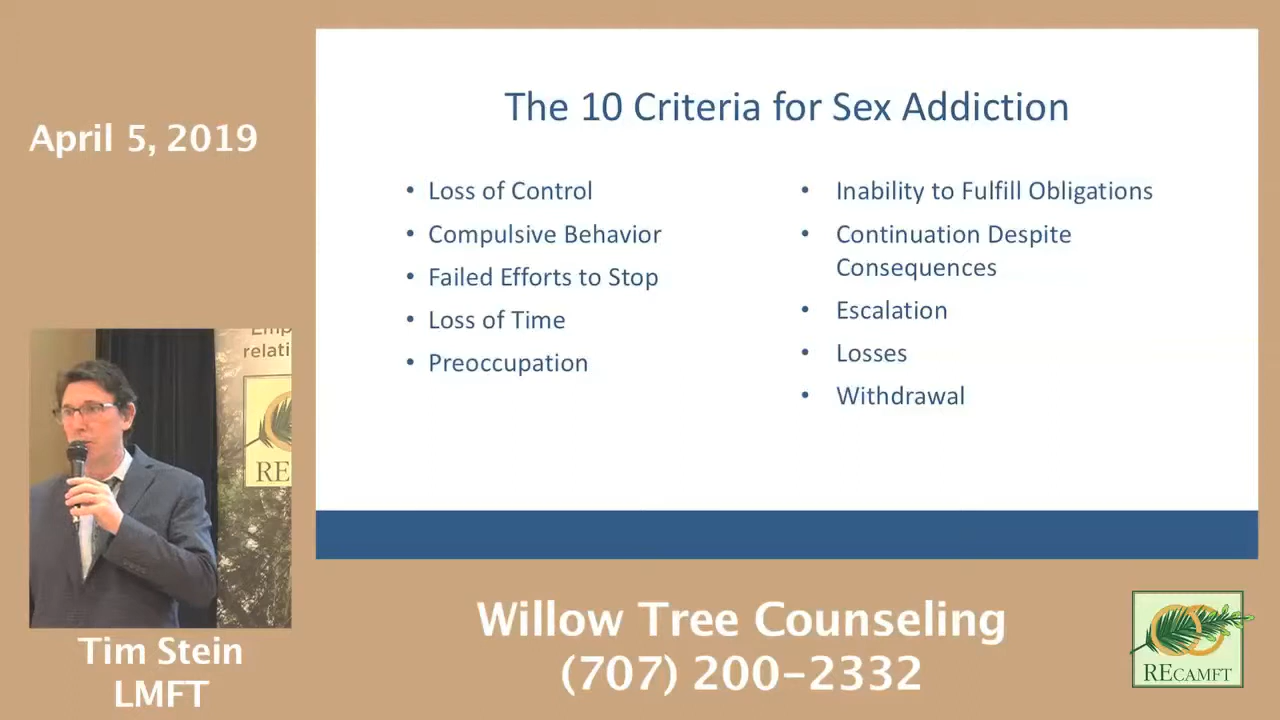 April 5, 2019
The 10 Criteria for Sex Addiction
• Loss of Control
• Compulsive Behavior
• Failed Efforts to Stop
• Loss of Time
• Preoccupation
• Inability to Fulfill Obligations
• Continuation Despite
Consequences
• Escalation
• Losses
• Withdrawal
relati
RE
Tim Stein
LMFT
Willow Tree Counseling
(707) 200-2332
RECAMFT